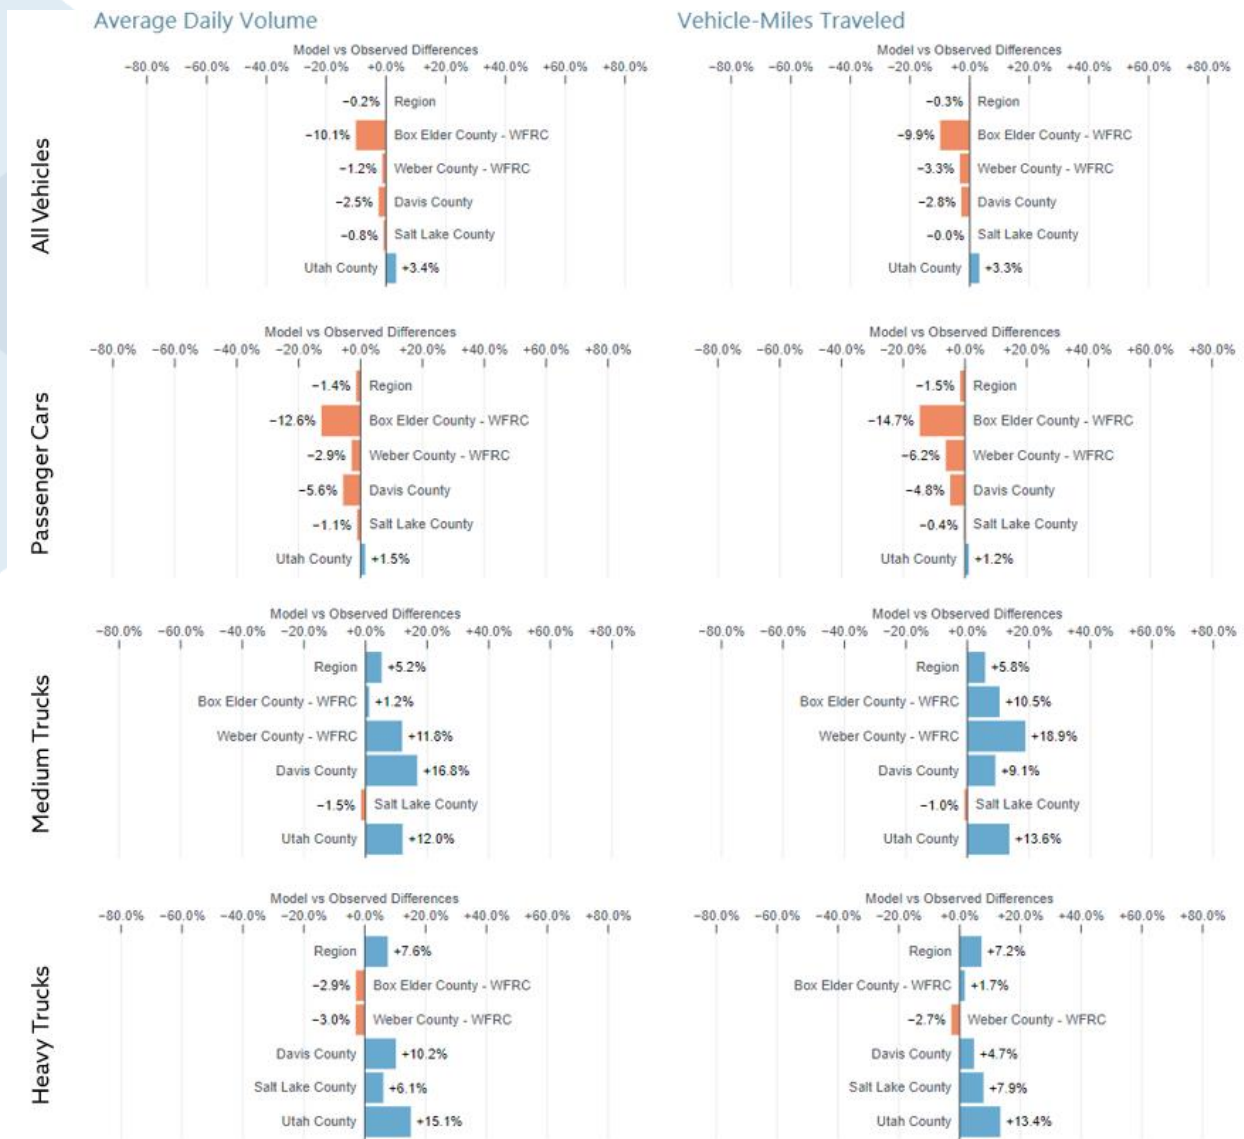 Average Daily Volume
Vehicle-Miles Traveled
All Vehicles
Model vs Observed Differences
−80.0% −60.0% −40.0% −20.0% +0.0% +20.0% +40.0% +60.0% +80.0%
−0.2% Region
−10.1% Box Elder County - WFRC
−1.2% Weber County - WFRC
−2.5% Davis County
−0.8% Salt Lake County
Utah County +3.4%
Model vs Observed Differences
−80.0% −60.0% −40.0% −20.0% +0.0% +20.0% +40.0% +60.0% +80.0%
−0.3% Region
−9.9% Box Elder County - WFRC
−3.3% Weber County - WFRC
−2.8% Davis County
−0.0% Salt Lake County
Utah County +3.3%
Passenger Cars
Model vs Observed Differences
−80.0% −60.0% −40.0% −20.0% +0.0% +20.0% +40.0% +60.0% +80.0%
−1.4% Region
−12.6% Box Elder County - WFRC
−2.9% Weber County - WFRC
−5.6% Davis County
−1.1% Salt Lake County
Utah County +1.5%
Model vs Observed Differences
−80.0% −60.0% −40.0% −20.0% +0.0% +20.0% +40.0% +60.0% +80.0%
−1.5% Region
−14.7% Box Elder County - WFRC
−6.2% Weber County - WFRC
−4.8% Davis County
−0.4% Salt Lake County
Utah County +1.2%
Medium Trucks
Model vs Observed Differences
−80.0% −60.0% −40.0% −20.0% +0.0% +20.0% +40.0% +60.0% +80.0%
Region +5.2%
Box Elder County - WFRC +1.2%
Weber County - WFRC +11.8%
Davis County +16.8%
−1.5% Salt Lake County
Utah County +12.0%
Model vs Observed Differences
−80.0% −60.0% −40.0% −20.0% +0.0% +20.0% +40.0% +60.0% +80.0%
Region +5.8%
Box Elder County - WFRC +10.5%
Weber County - WFRC +18.9%
Davis County +9.1%
−1.0% Salt Lake County
Utah County +13.6%
Heavy Trucks
Model vs Observed Differences
−80.0% −60.0% −40.0% −20.0% +0.0% +20.0% +40.0% +60.0% +80.0%
Region +7.6%
−2.9% Box Elder County - WFRC
−3.0% Weber County - WFRC
Davis County +10.2%
Salt Lake County +6.1%
Utah County +15.1%
Model vs Observed Differences
−80.0% −60.0% −40.0% −20.0% +0.0% +20.0% +40.0% +60.0% +80.0%
Region +7.2%
Box Elder County - WFRC +1.7%
−2.7% Weber County - WFRC
Davis County +4.7%
Salt Lake County +7.9%
Utah County +13.4%